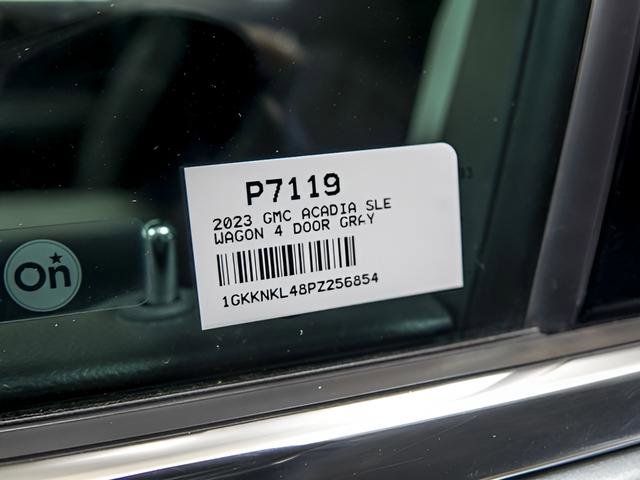 P7119
2023 GMC ACADIA SLE
WAGON 4 DOOR GRAY
1GKKNKL48PZ256854
On